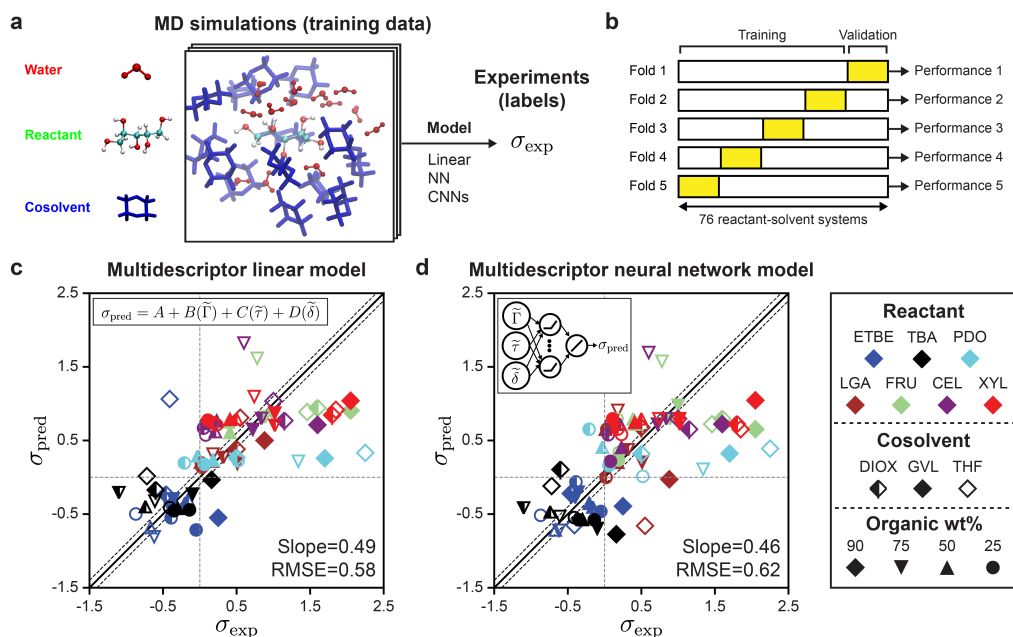 a
MD simulations (training data)
Water
Reactant
Cosolvent
Model
Linear
NN
CNNs
Experiments
(labels)
σexp
b
Training
Validation
Fold 1
Performance 1
Fold 2
Performance 2
Fold 3
Performance 3
Fold 4
Performance 4
Fold 5
Performance 5
76 reactant-solvent systems
c
Multidescriptor linear model
σpred = A + B(Γ̃) + C(τ̃) + D(δ̃)
2.5
1.5
0.5
-0.5
-1.5
σpred
Slope=0.49
RMSE=0.58
-1.5
-0.5
0.5
1.5
2.5
σexp
d
Multidescriptor neural network model
Γ̃
τ̃
δ̃
σpred
2.5
1.5
0.5
-0.5
-1.5
σpred
Slope=0.46
RMSE=0.62
-1.5
-0.5
0.5
1.5
2.5
σexp
Reactant
ETBE TBA PDO
LGA FRU CEL XYL
Cosolvent
DIOX GVL THF
Organic wt%
90 75 50 25